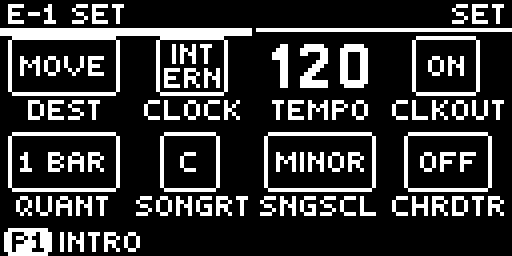 E-1 SET SET
MOVE INT ERN 120 ON
DEST CLOCK TEMPO CLKOUT
1 BAR C MINOR OFF
QUANT SONGRT SNGSCL CHRDTR
P1 INTRO